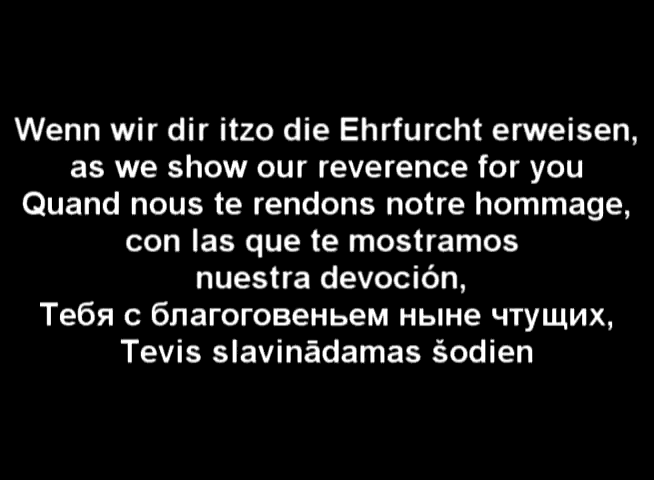 Wenn wir dir itzo die Ehrfurcht erweisen,
as we show our reverence for you
Quand nous te rendons notre hommage,
con las que te mostramos
nuestra devoción,
Тебя с благоговеньем ныне чтущих,
Tevis slavinādamas šodien